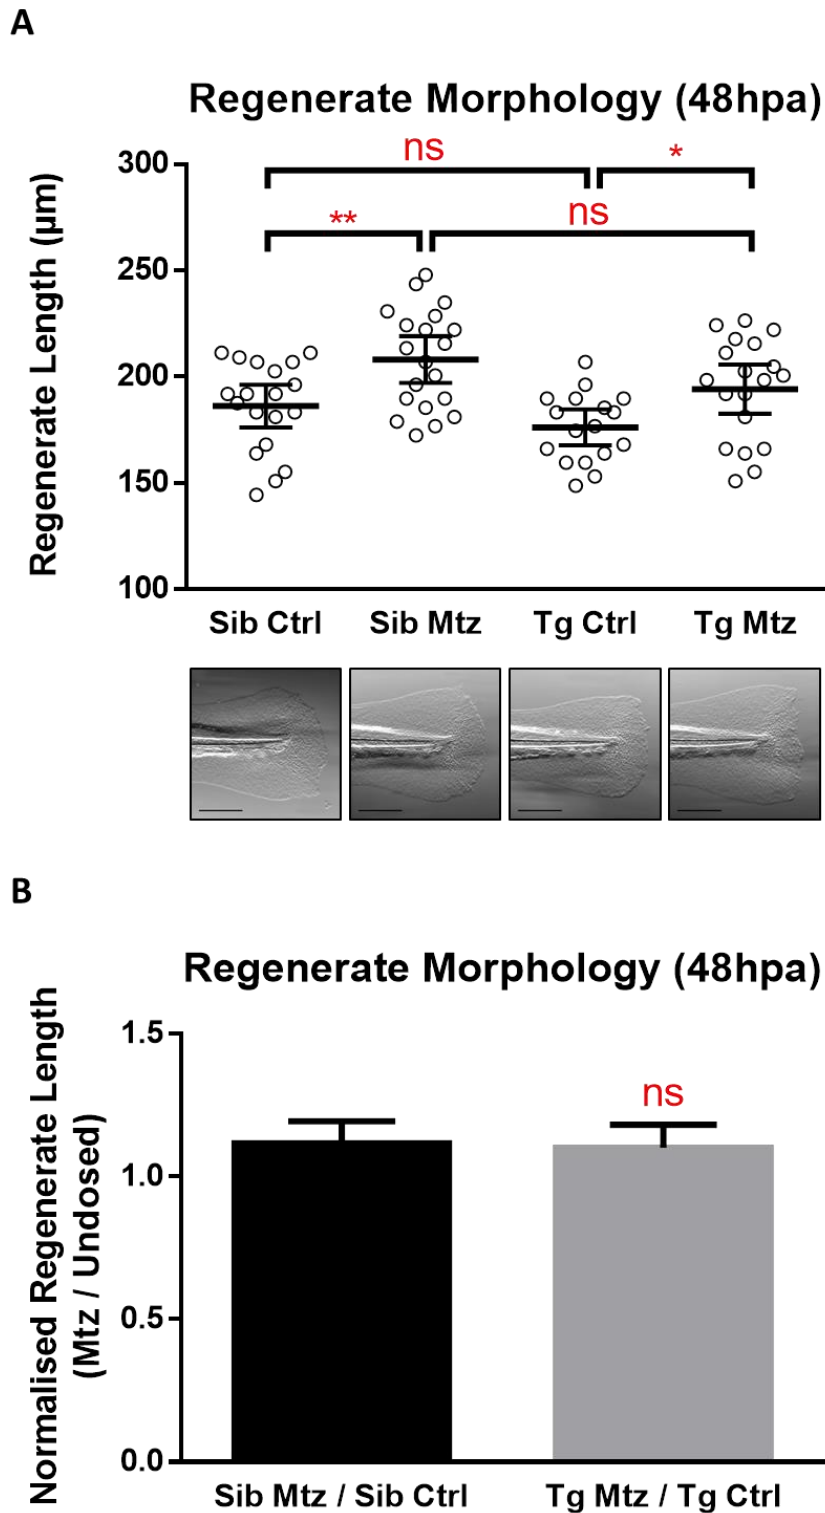 A
Regenerate Morphology (48hpa)
Regenerate Length (µm)
300
250
200
150
100
ns
*
**
ns
Sib Ctrl
Sib Mtz
Tg Ctrl
Tg Mtz
B
Regenerate Morphology (48hpa)
Normalised Regenerate Length
(Mtz / Undosed)
1.5
1.0
0.5
0.0
ns
Sib Mtz / Sib Ctrl
Tg Mtz / Tg Ctrl